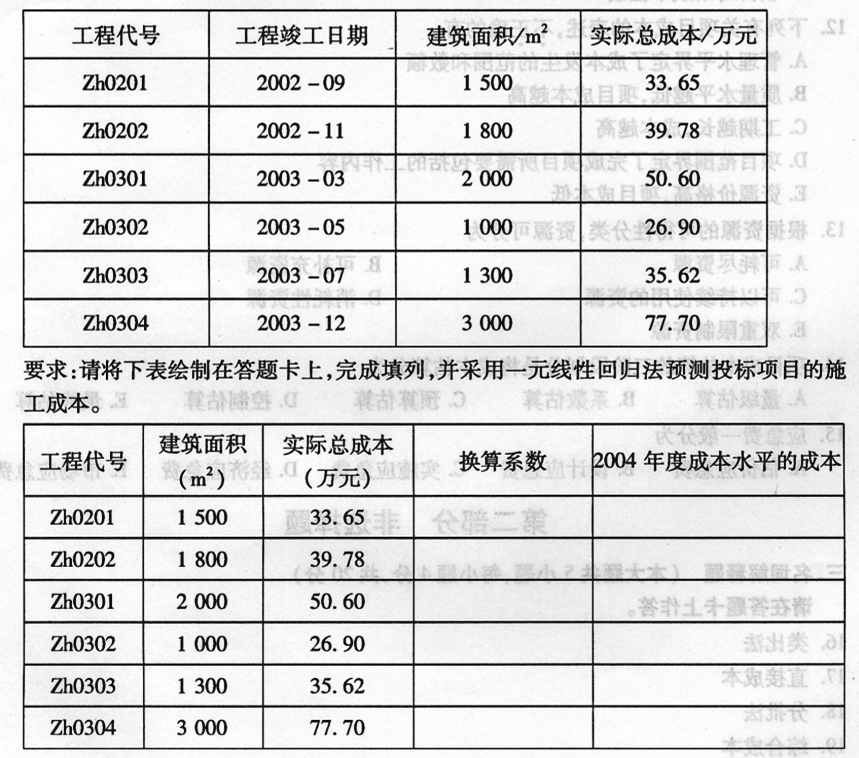 工程代号 工程竣工日期 建筑面积/m² 实际总成本/万元
Zh0201 2002-09 1 500 33.65
Zh0202 2002-11 1 800 39.78
Zh0301 2003-03 2 000 50.60
Zh0302 2003-05 1 000 26.90
Zh0303 2003-07 1 300 35.62
Zh0304 2003-12 3 000 77.70
要求:请将下表绘制在答题卡上,完成填列,并采用一元线性回归法预测投标项目的施
工成本。
工程代号 建筑面积(m²) 实际总成本(万元) 换算系数 2004 年度成本水平的成本
Zh0201 1 500 33.65
Zh0202 1 800 39.78
Zh0301 2 000 50.60
Zh0302 1 000 26.90
Zh0303 1 300 35.62
Zh0304 3 000 77.70